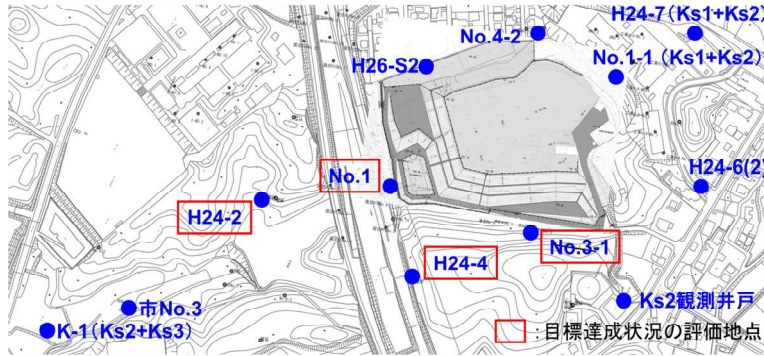 H24-7(Ks1+Ks2)
No.4-2
H26-S2
No.1-1(Ks1+Ks2)
No.1
H24-6(2)
H24-2
No.3-1
H24-4
Ks2観測井戸
市No.3
K-1(Ks2+Ks3)
:目標達成状況の評価地点